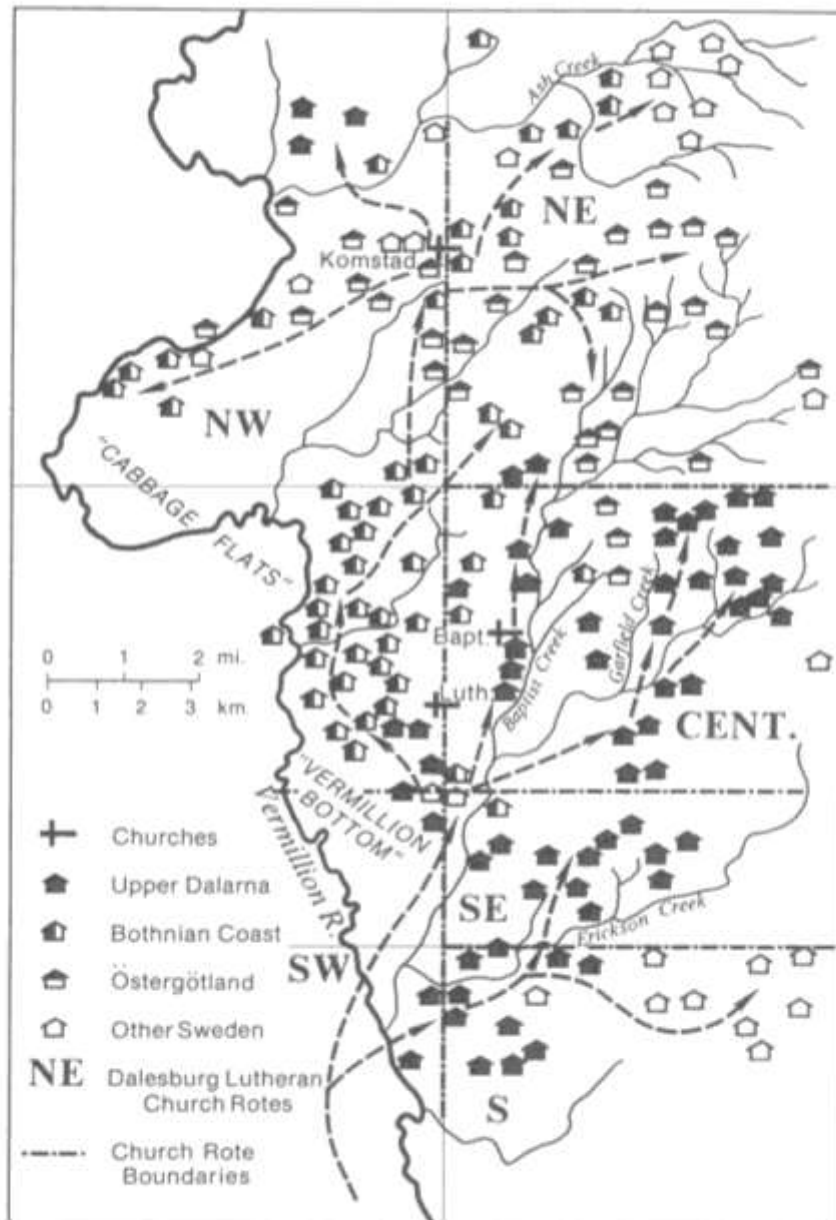 Ash Creek
NE
Komstad
NW
"CABBAGE FLATS"
Bapt.
Garfield Creek
0 1 2 mi.
0 1 2 3 km.
Luth.
Baptist Creek
CENT.
"VERMILLION
BOTTOM"
Vermillion R.
Churches
Upper Dalarna
Bothnian Coast
Östergötland
Other Sweden
NE Dalesburg Lutheran
Church Rotes
Church Rote
Boundaries
SE
Erickson Creek
SW
S